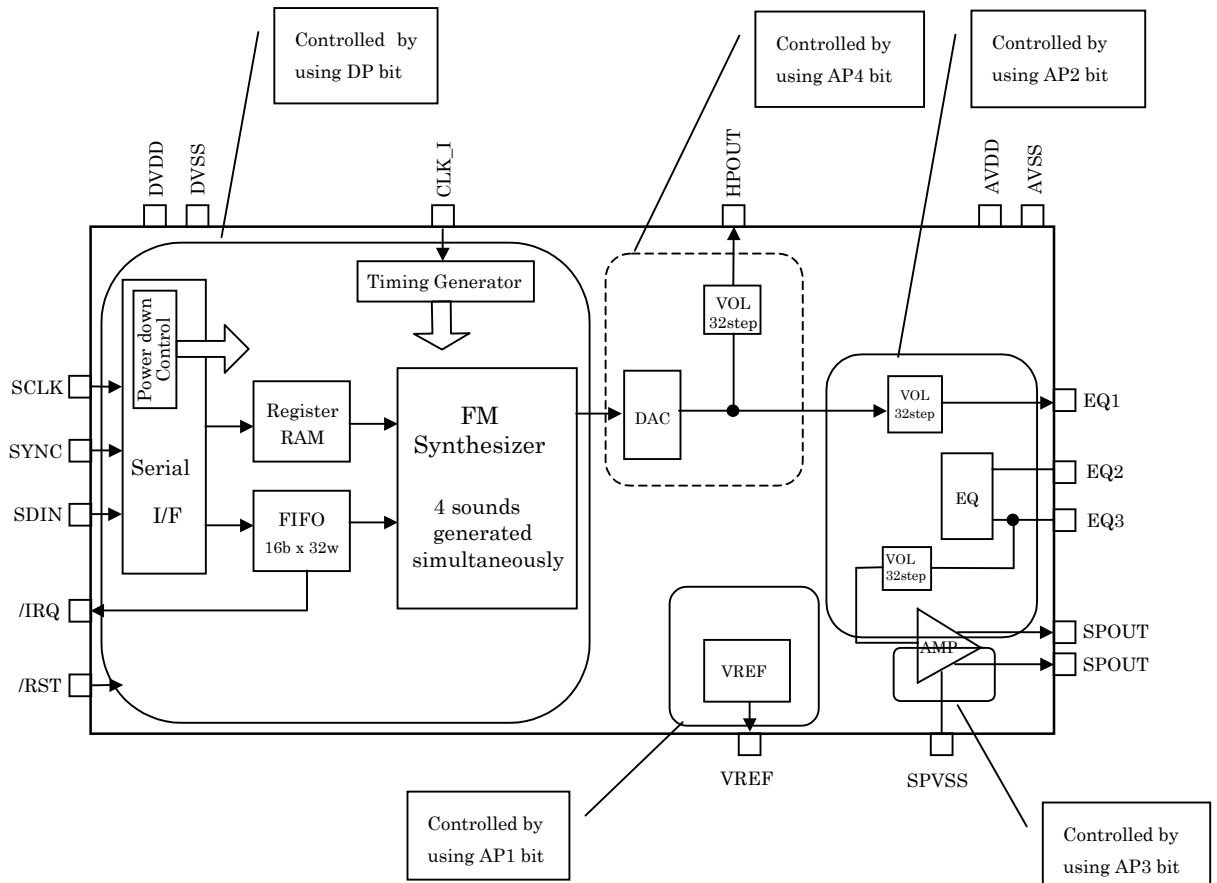 Controlled by
using DP bit
Controlled by
using AP4 bit
Controlled by
using AP2 bit
DVDD
DVSS
CLK_I
HPOUT
AVDD
AVSS
Timing Generator
Power down
Control
VOL
32step
SCLK
SYNC
SDIN
/IRQ
/RST
Serial
I/F
Register
RAM
FIFO
16b x 32w
FM
Synthesizer
4 sounds
generated
simultaneously
DAC
VOL
32step
EQ1
EQ2
EQ
EQ3
VOL
32step
AMP
SPOUT
SPOUT
VREF
VREF
SPVSS
Controlled by
using AP1 bit
Controlled by
using AP3 bit